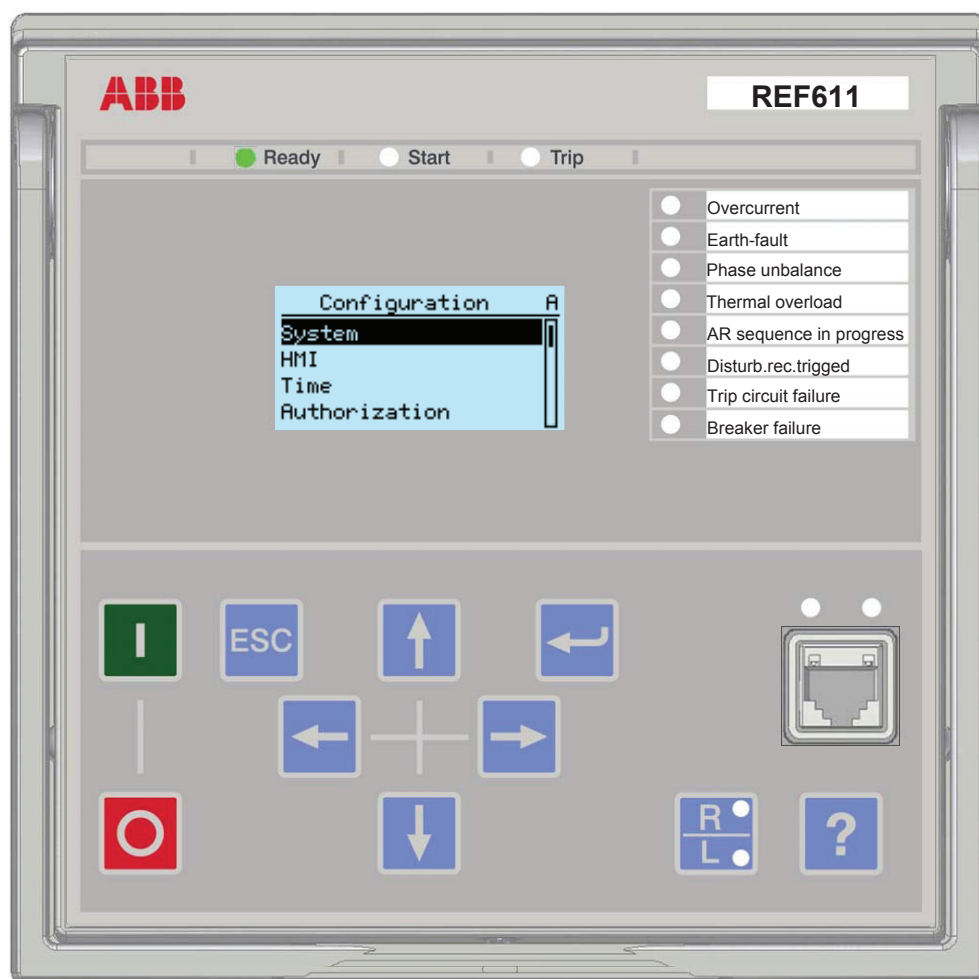 ABB
REF611
Ready
Start
Trip
Overcurrent
Earth-fault
Phase unbalance
Thermal overload
AR sequence in progress
Disturb.rec.trigged
Trip circuit failure
Breaker failure
Configuration A
System
HMI
Time
Authorization
I
ESC
O
R
L
?